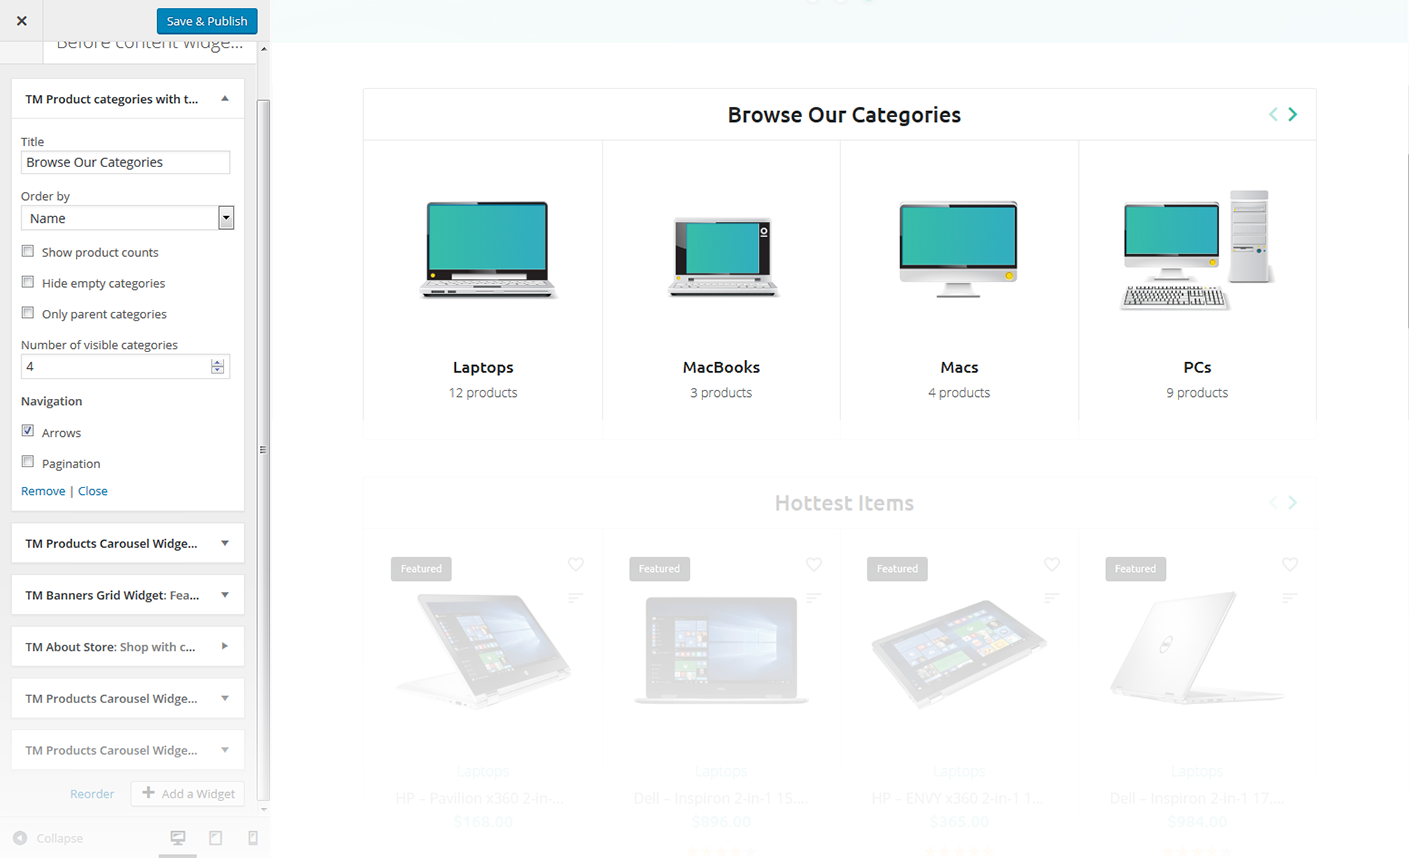 Save & Publish
Before content widge...
TM Product categories with t...
Title
Browse Our Categories
Order by
Name
Show product counts
Hide empty categories
Only parent categories
Number of visible categories
4
Navigation
Arrows
Pagination
Remove | Close
TM Products Carousel Widge...
TM Banners Grid Widget: Fea...
TM About Store: Shop with c...
TM Products Carousel Widge...
TM Products Carousel Widge...
Reorder
Add a Widget
Collapse
Browse Our Categories
Laptops MacBooks Macs PCs
12 products 3 products 4 products 9 products
Hottest Items
Featured Featured Featured Featured
Laptops Laptops Laptops Laptops
HP – Pavilion x360 2-in-... Dell – Inspiron 2-in-1 15.... HP – ENVY x360 2-in-1 1... Dell – Inspiron 2-in-1 17....
$168.00 $896.00 $365.00 $984.00